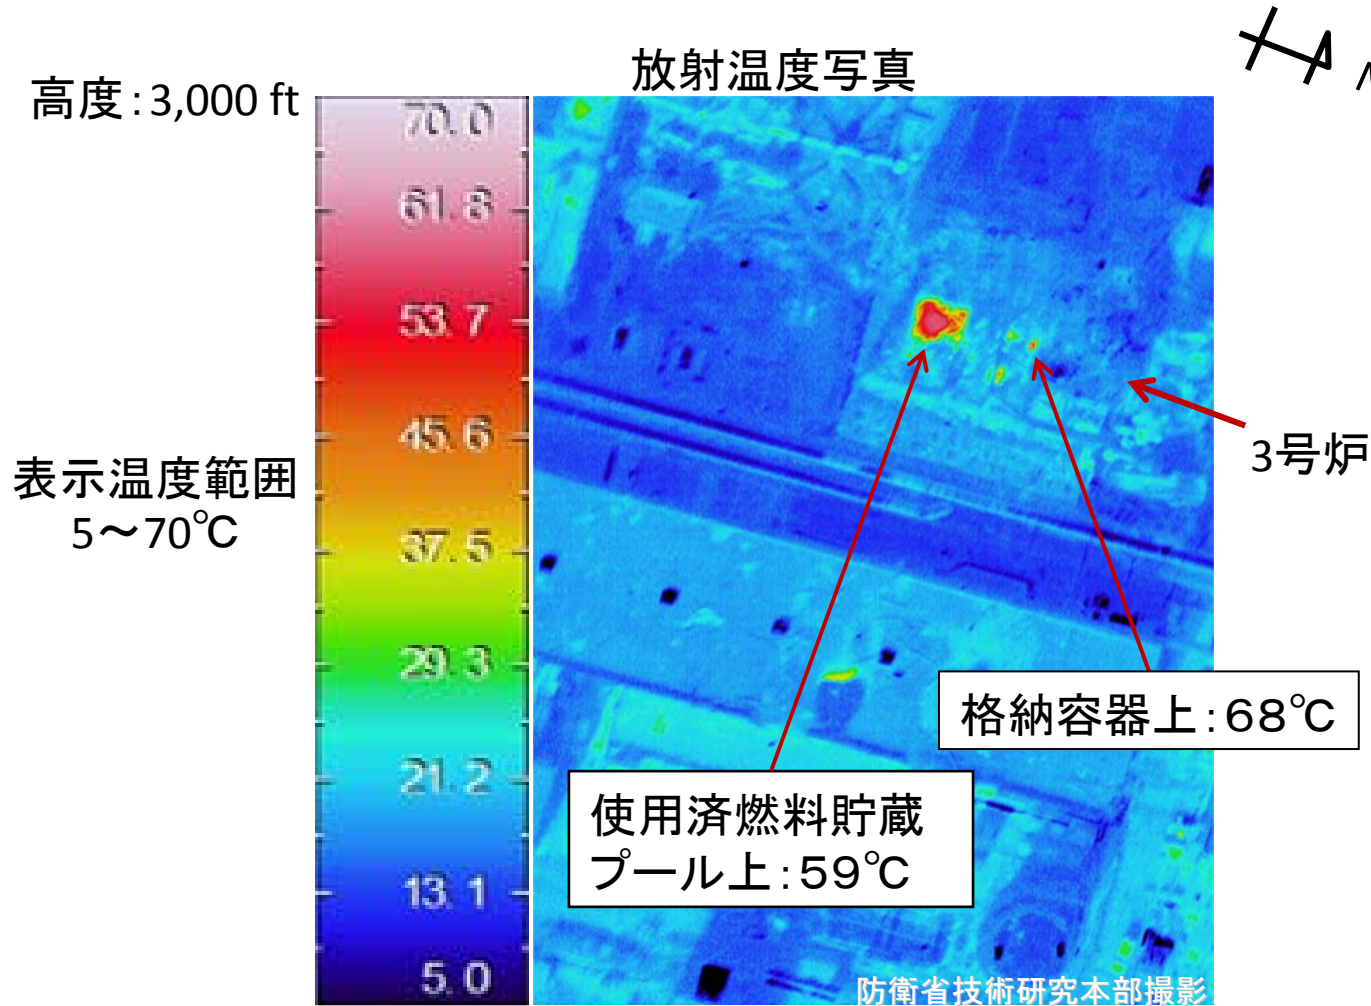 放射温度写真
N
高度：3,000 ft
70.0
61.8
53.7
45.6
37.5
29.3
21.2
13.1
5.0
表示温度範囲
5～70℃
3号炉
格納容器上：68℃
使用済燃料貯蔵
プール上：59℃
防衛省技術研究本部撮影